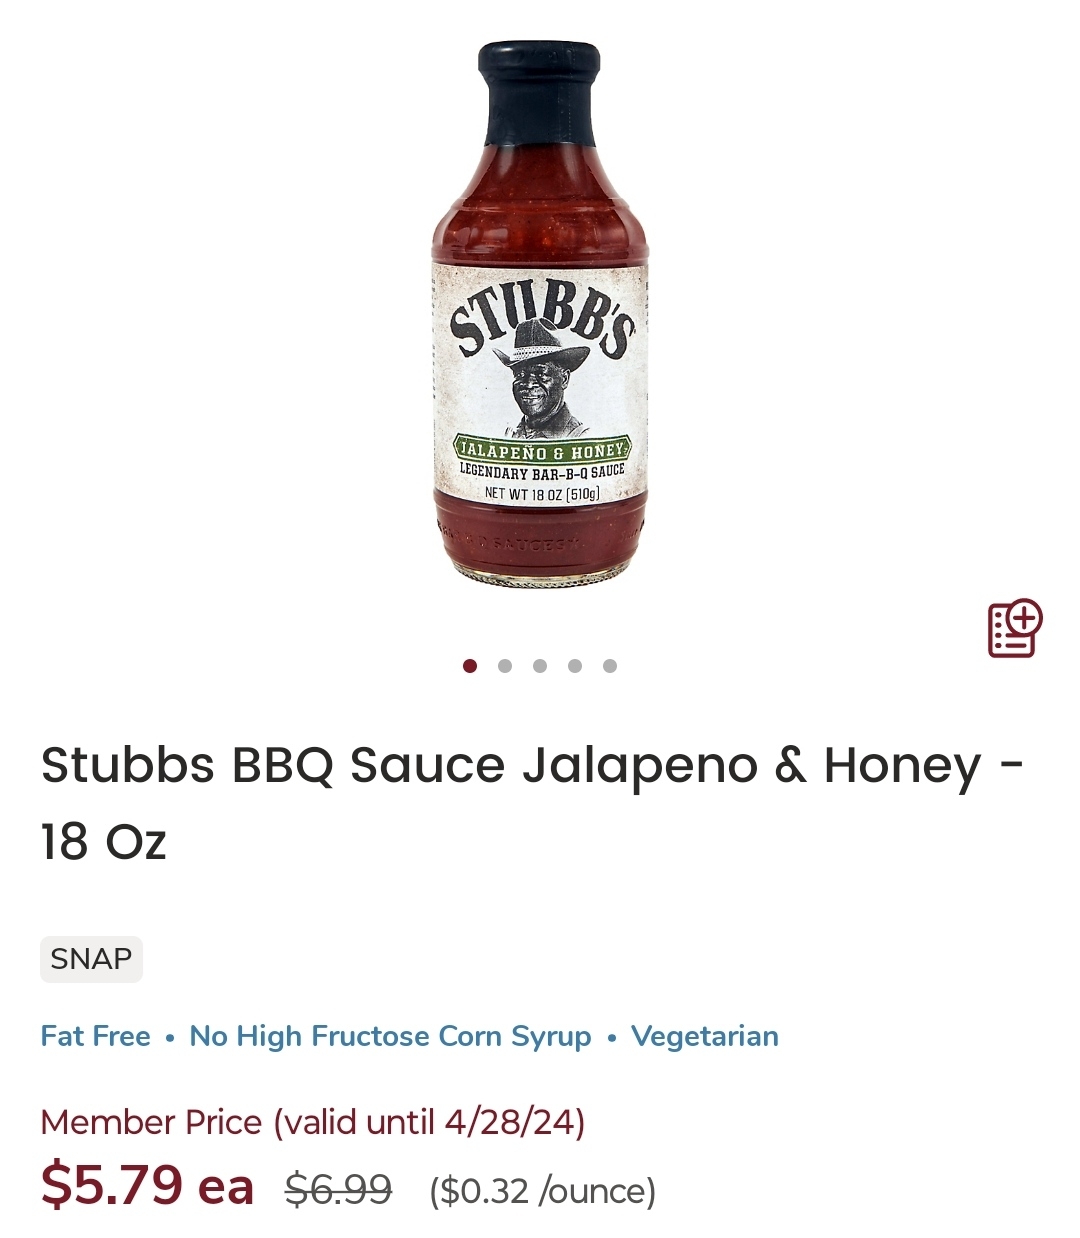 STUBB'S
JALAPEÑO & HONEY
LEGENDARY BAR-B-Q SAUCE
NET WT 18 OZ (510g)
Stubbs BBQ Sauce Jalapeno & Honey -
18 Oz
SNAP
Fat Free • No High Fructose Corn Syrup • Vegetarian
Member Price (valid until 4/28/24)
$5.79 ea $6.99 ($0.32 /ounce)